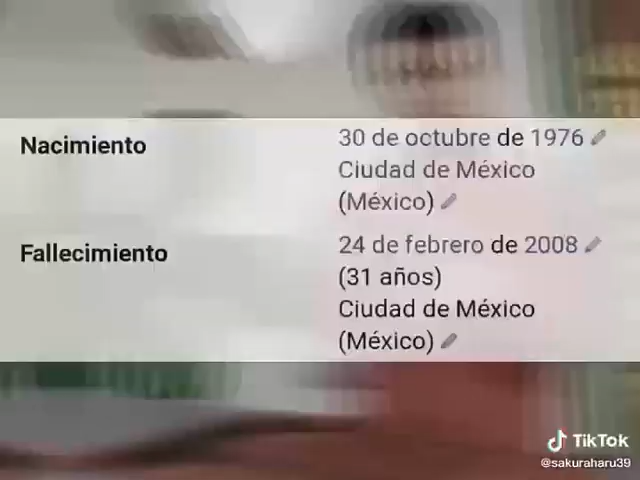 Nacimiento
30 de octubre de 1976
Ciudad de México
(México)
Fallecimiento
24 de febrero de 2008
(31 años)
Ciudad de México
(México)
TikTok
@sakuraharu39